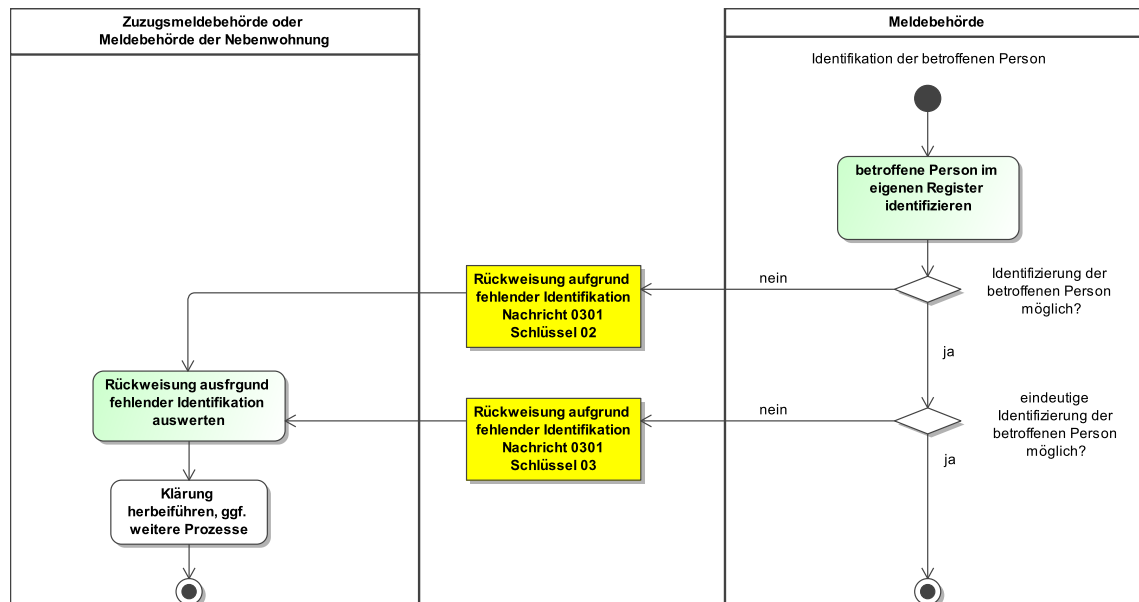 Zuzugsmeldebehörde oder
Meldebehörde der Nebenwohnung
Meldebehörde
Identifikation der betroffenen Person
betroffene Person im
eigenen Register
identifizieren
Rückweisung aufgrund
fehlender Identifikation
Nachricht 0301
Schlüssel 02
nein
Identifizierung der
betroffenen Person
möglich?
ja
Rückweisung ausfrgund
fehlender Identifikation
auswerten
Rückweisung aufgrund
fehlender Identifikation
Nachricht 0301
Schlüssel 03
nein
eindeutige
Identifizierung der
betroffenen Person
möglich?
ja
Klärung
herbeiführen, ggf.
weitere Prozesse